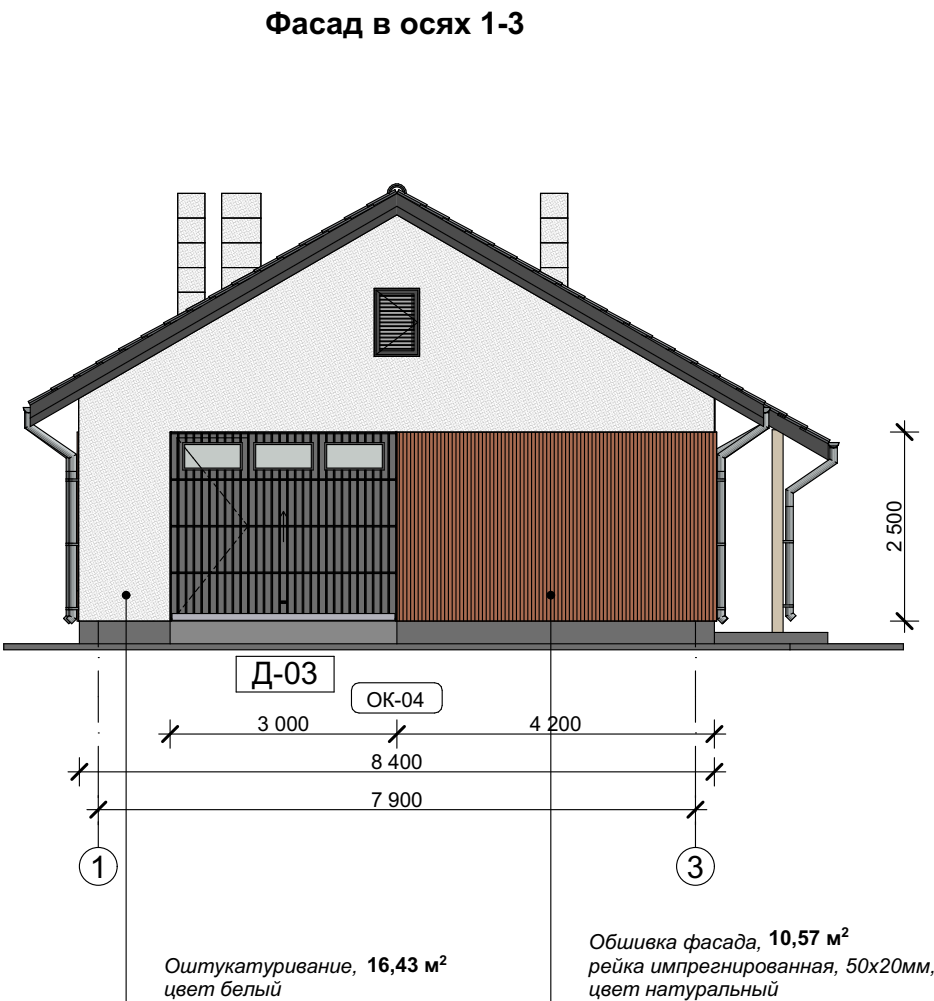 Фасад в осях 1-3
2 500
Д-03
ОК-04
3 000
4 200
8 400
7 900
1
3
Оштукатуривание, 16,43 м²
цвет белый
Обшивка фасада, 10,57 м²
рейка импрегнированная, 50х20мм,
цвет натуральный